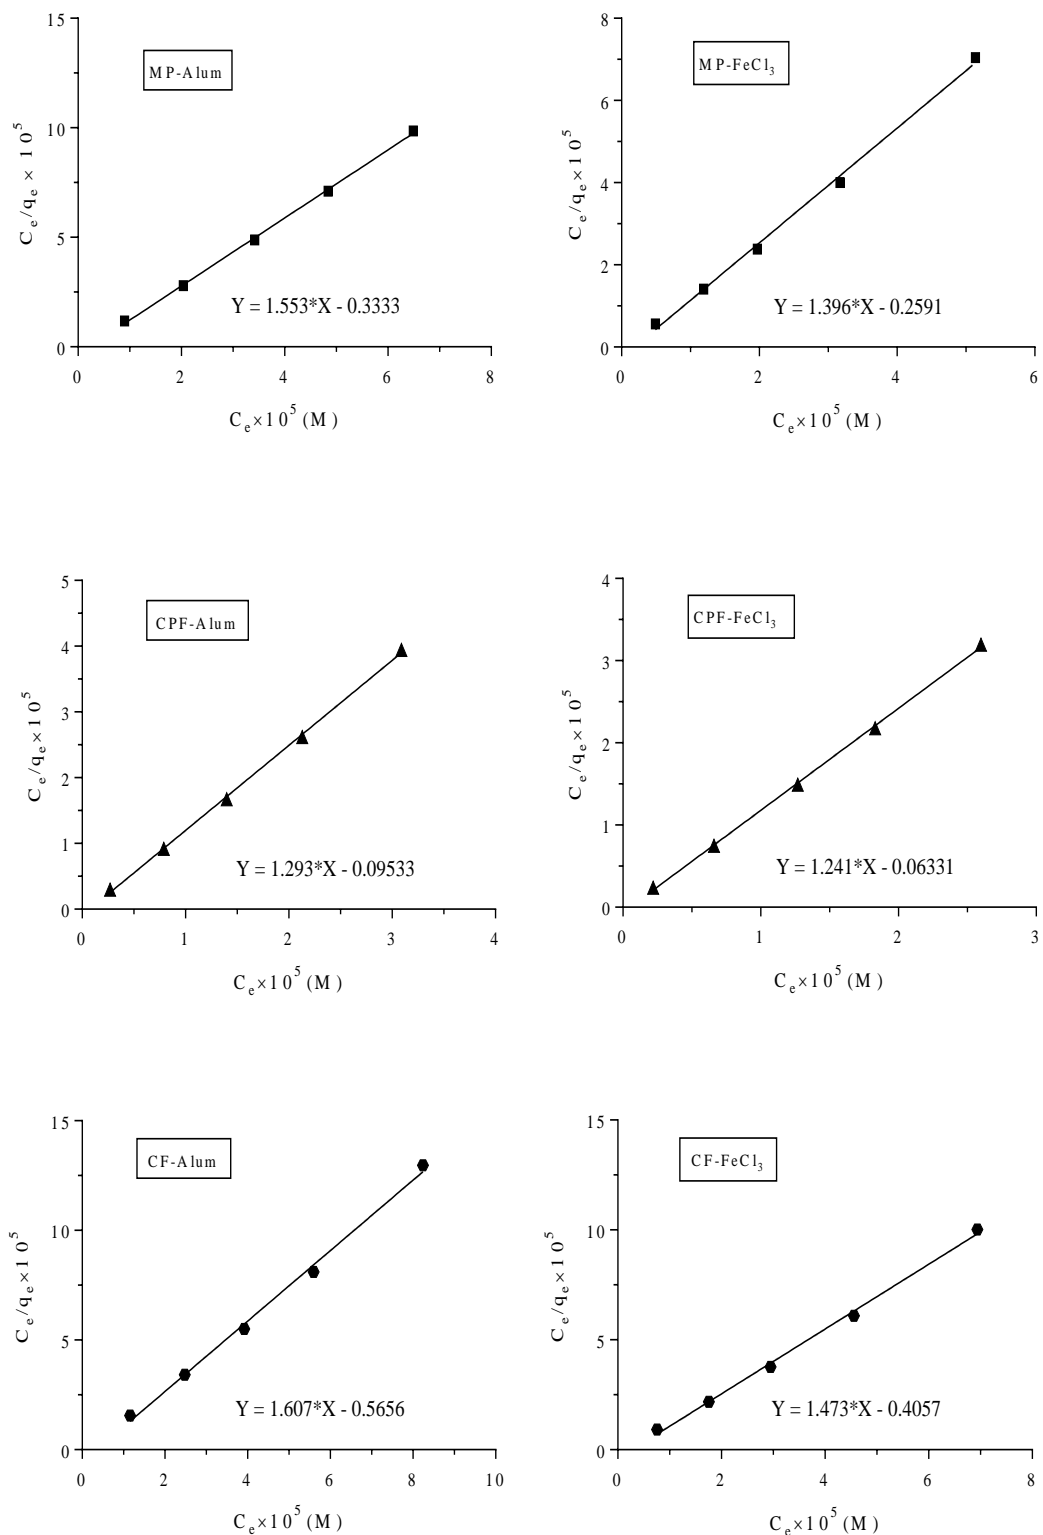 MP-Alum
C_e/q_e × 10^5
15
10
5
0
0 2 4 6 8
Y = 1.553*X - 0.3333
C_e×10^5 (M)
MP-FeCl_3
C_e/q_e ×10^5
8
6
4
2
0
0 2 4 6
Y = 1.396*X - 0.2591
C_e×10^5 (M)
CPF-Alum
C_e/q_e×10^5
5
4
3
2
1
0
0 1 2 3 4
Y = 1.293*X - 0.09533
C_e×10^5 (M)
CPF-FeCl_3
C_e/q_e×10^5
4
3
2
1
0
0 1 2 3
Y = 1.241*X - 0.06331
C_e×10^5 (M)
CF-Alum
C_e/q_e×10^5
15
10
5
0
0 2 4 6 8 10
Y = 1.607*X - 0.5656
C_e×10^5 (M)
CF-FeCl_3
C_e/q_e×10^5
15
10
5
0
0 2 4 6 8
Y = 1.473*X - 0.4057
C_e×10^5 (M)